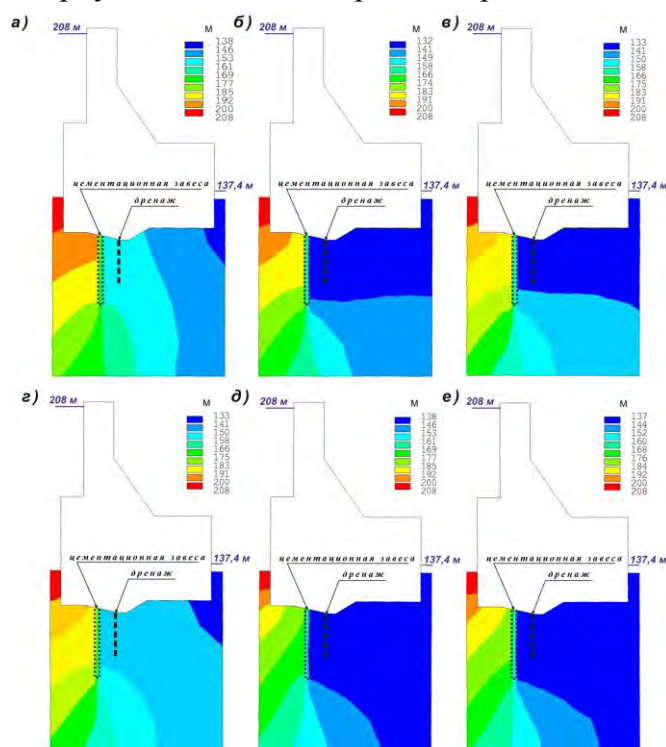 а)
208 м
М
138
146
153
161
169
177
185
192
200
208
цементационная завеса
дренаж
137,4 м
б)
208 м
М
132
141
149
158
166
174
183
191
200
208
цементационная завеса
дренаж
137,4 м
в)
208 м
М
133
141
150
158
166
175
183
191
200
208
цементационная завеса
дренаж
137,4 м
г)
208 м
М
133
141
150
158
166
175
183
191
200
208
цементационная завеса
дренаж
137,4 м
д)
208 м
М
138
146
153
161
169
177
185
192
200
208
цементационная завеса
дренаж
137,4 м
е)
208 м
М
137
144
152
160
168
176
184
192
200
208
цементационная завеса
дренаж
137,4 м